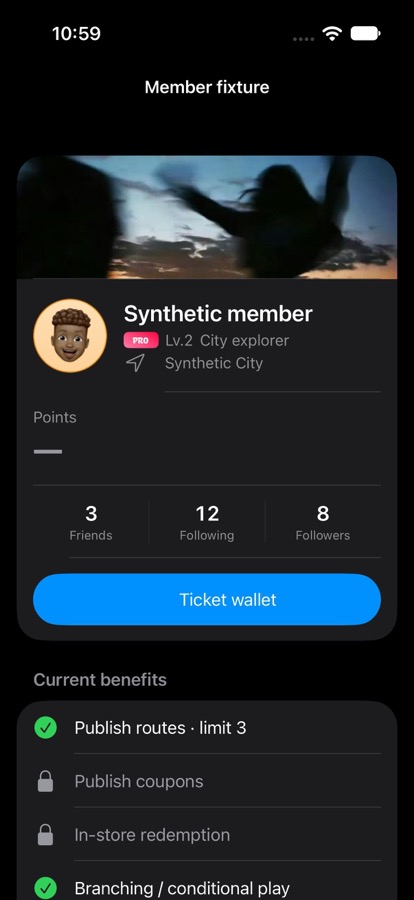 10:59
Member fixture
Synthetic member
PRO Lv.2 City explorer
Synthetic City
Points
—
3 12 8
Friends Following Followers
Ticket wallet
Current benefits
Publish routes · limit 3
Publish coupons
In-store redemption
Branching / conditional play